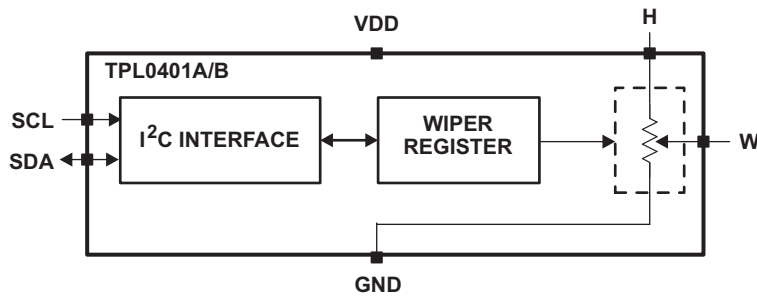 VDD
H
TPL0401A/B
SCL
SDA
I2C INTERFACE
WIPER
REGISTER
W
GND